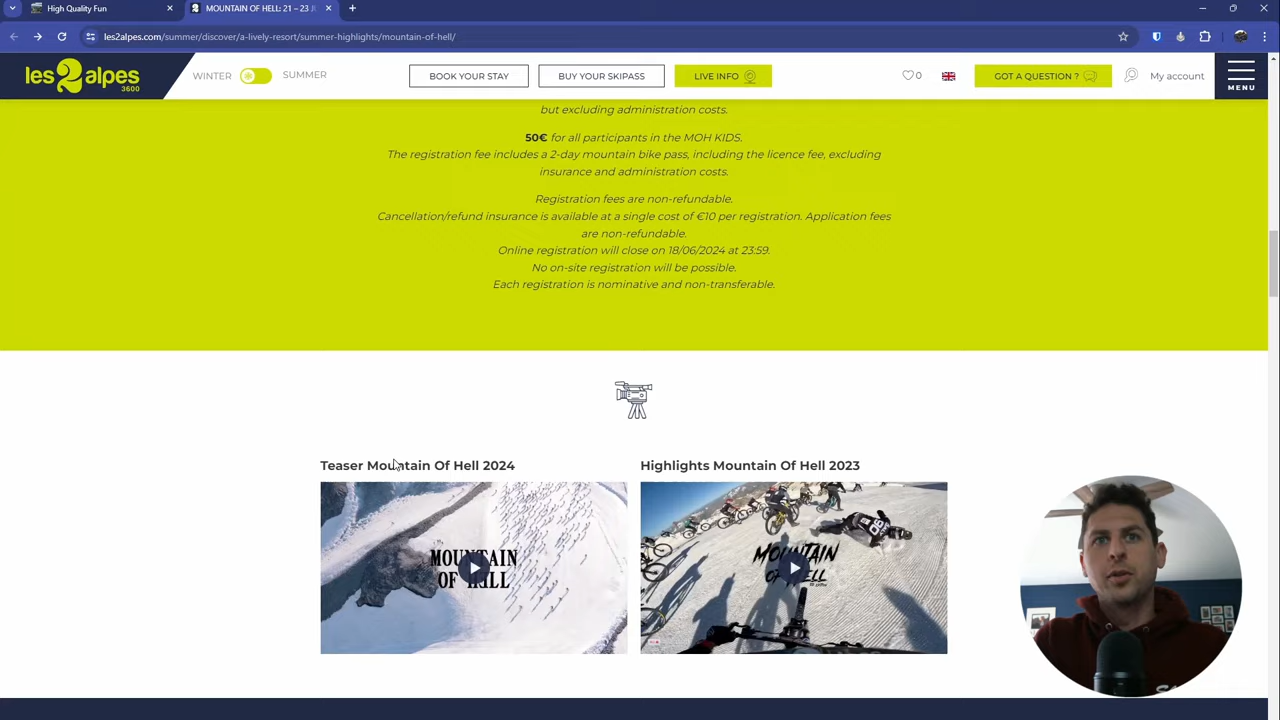 High Quality Fun
MOUNTAIN OF HELL: 21 – 23 J
les2alpes.com/summer/discover/a-lively-resort/summer-highlights/mountain-of-hell/
les2alpes
3600
WINTER
SUMMER
BOOK YOUR STAY
BUY YOUR SKIPASS
LIVE INFO
0
GOT A QUESTION ?
My account
MENU
but excluding administration costs.
50€ for all participants in the MOH KIDS.
The registration fee includes a 2-day mountain bike pass, including the licence fee, excluding
insurance and administration costs.
Registration fees are non-refundable.
Cancellation/refund insurance is available at a single cost of €10 per registration. Application fees
are non-refundable.
Online registration will close on 18/06/2024 at 23:59.
No on-site registration will be possible.
Each registration is nominative and non-transferable.
Teaser Mountain Of Hell 2024
Highlights Mountain Of Hell 2023
MOUNTAIN
OF HELL
MOUNTAIN
OF HELL